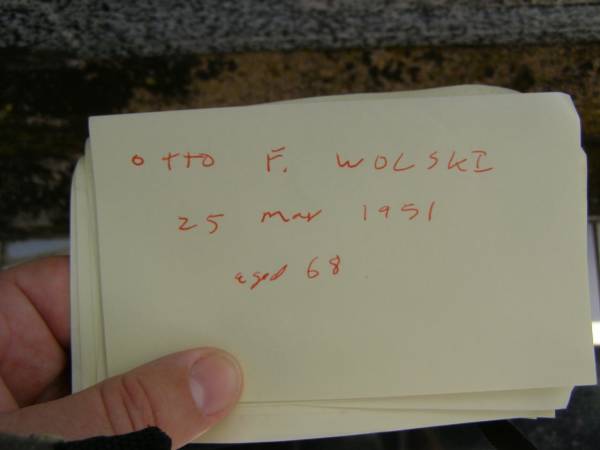 OTTO F. WOLSKI
25 Mar 1951
aged 68